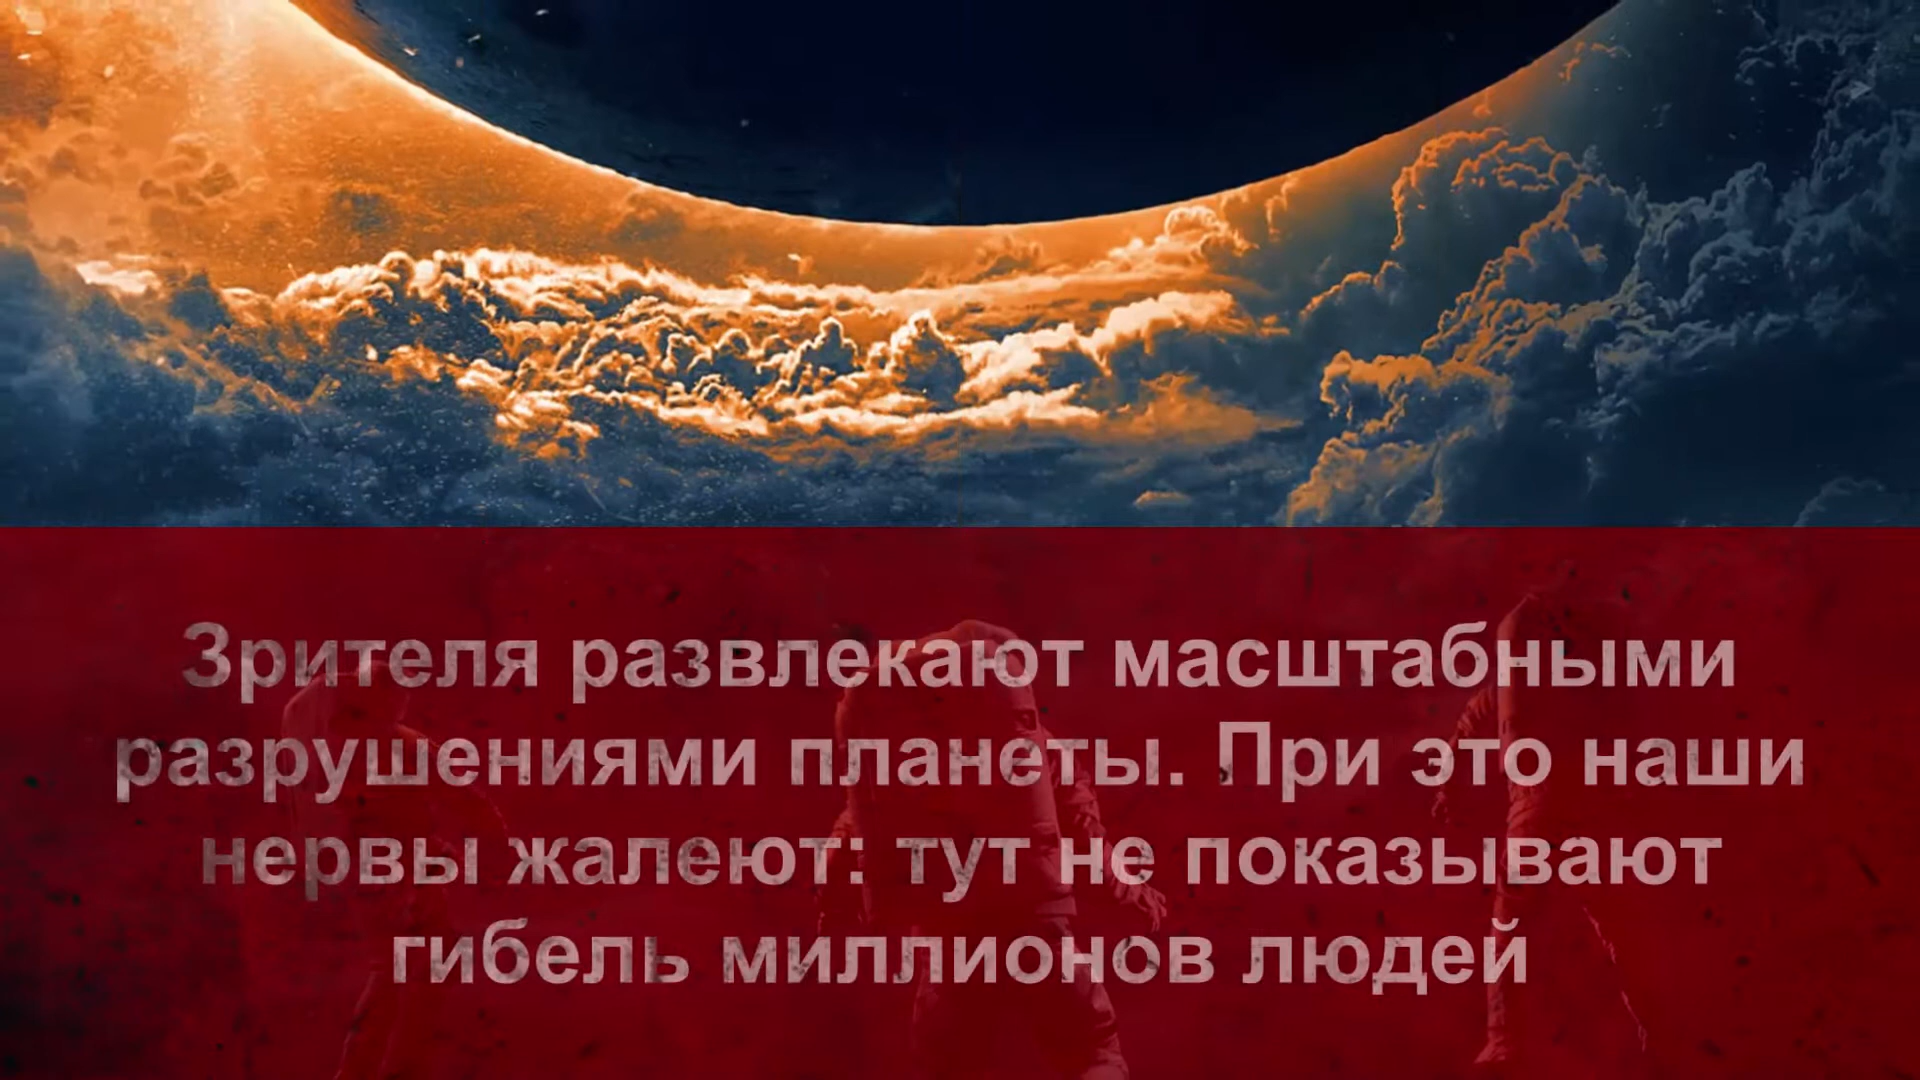 Зрителя развлекают масштабными
разрушениями планеты. При это наши
нервы жалеют: тут не показывают
гибель миллионов людей